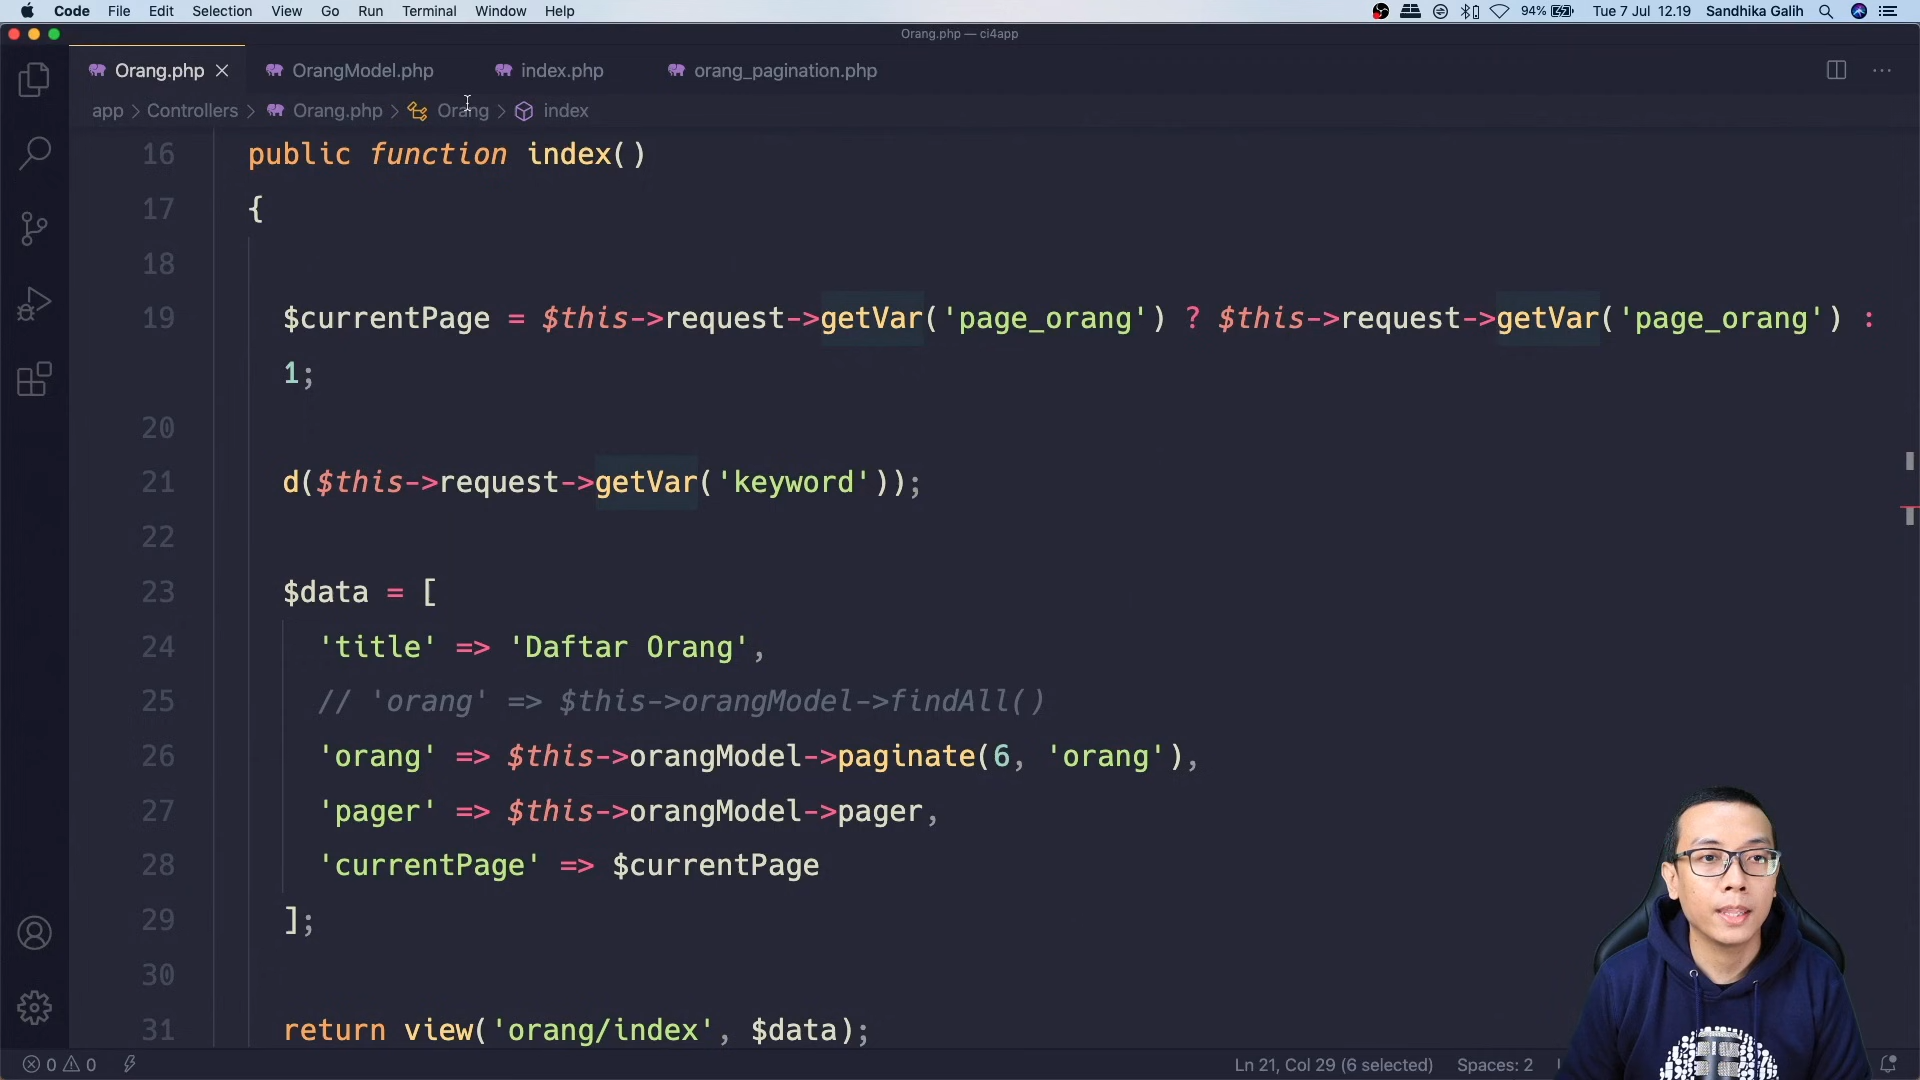 Code File Edit Selection View Go Run Terminal Window Help 94% Tue 7 Jul 12.19 Sandhika Galih
Orang.php — ci4app
Orang.php OrangModel.php index.php orang_pagination.php
app Controllers Orang.php Orang index
16 public function index()
17 {
18
19 $currentPage = $this->request->getVar('page_orang') ? $this->request->getVar('page_orang') :
1;
20
21 d($this->request->getVar('keyword'));
22
23 $data = [
24 'title' => 'Daftar Orang',
25 // 'orang' => $this->orangModel->findAll()
26 'orang' => $this->orangModel->paginate(6, 'orang'),
27 'pager' => $this->orangModel->pager,
28 'currentPage' => $currentPage
29 ];
30
31 return view('orang/index', $data);
0 0 Ln 21, Col 29 (6 selected) Spaces: 2